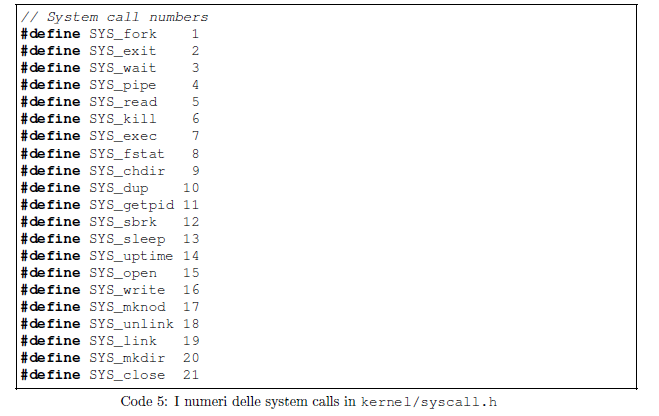 // System call numbers
#define SYS_fork    1
#define SYS_exit    2
#define SYS_wait    3
#define SYS_pipe    4
#define SYS_read    5
#define SYS_kill    6
#define SYS_exec    7
#define SYS_fstat   8
#define SYS_chdir   9
#define SYS_dup    10
#define SYS_getpid 11
#define SYS_sbrk   12
#define SYS_sleep  13
#define SYS_uptime 14
#define SYS_open   15
#define SYS_write  16
#define SYS_mknod  17
#define SYS_unlink 18
#define SYS_link   19
#define SYS_mkdir  20
#define SYS_close  21
Code 5: I numeri delle system calls in kernel/syscall.h